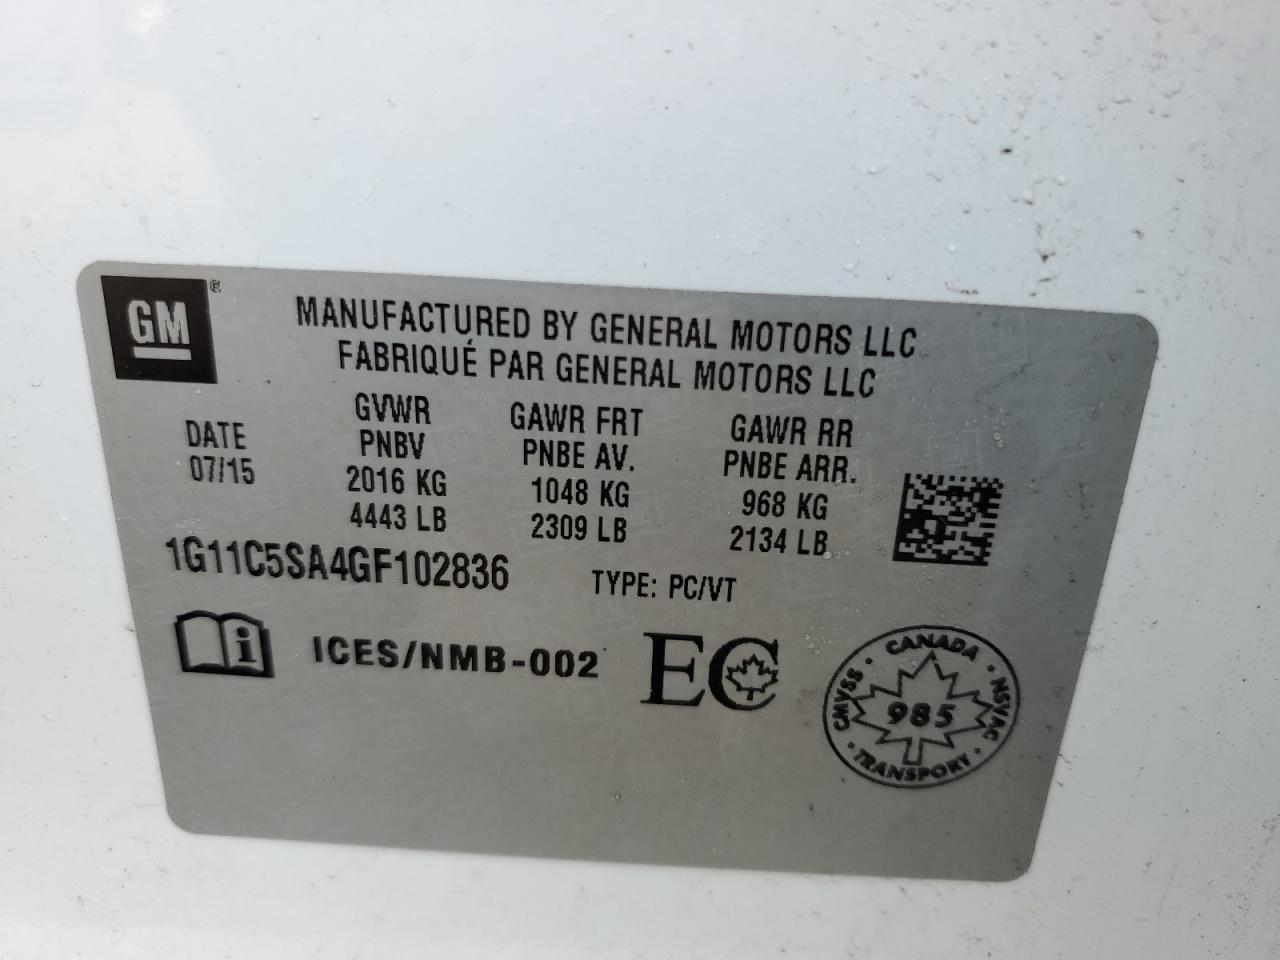 GM®
MANUFACTURED BY GENERAL MOTORS LLC
FABRIQUÉ PAR GENERAL MOTORS LLC
DATE GVWR GAWR FRT GAWR RR
07/15 PNBV PNBE AV. PNBE ARR.
2016 KG 1048 KG 968 KG
4443 LB 2309 LB 2134 LB
1G11C5SA4GF102836 TYPE: PC/VT
i ICES/NMB-002 EC
CANADA
CMVSS · 985 · NSVAC
TRANSPORT